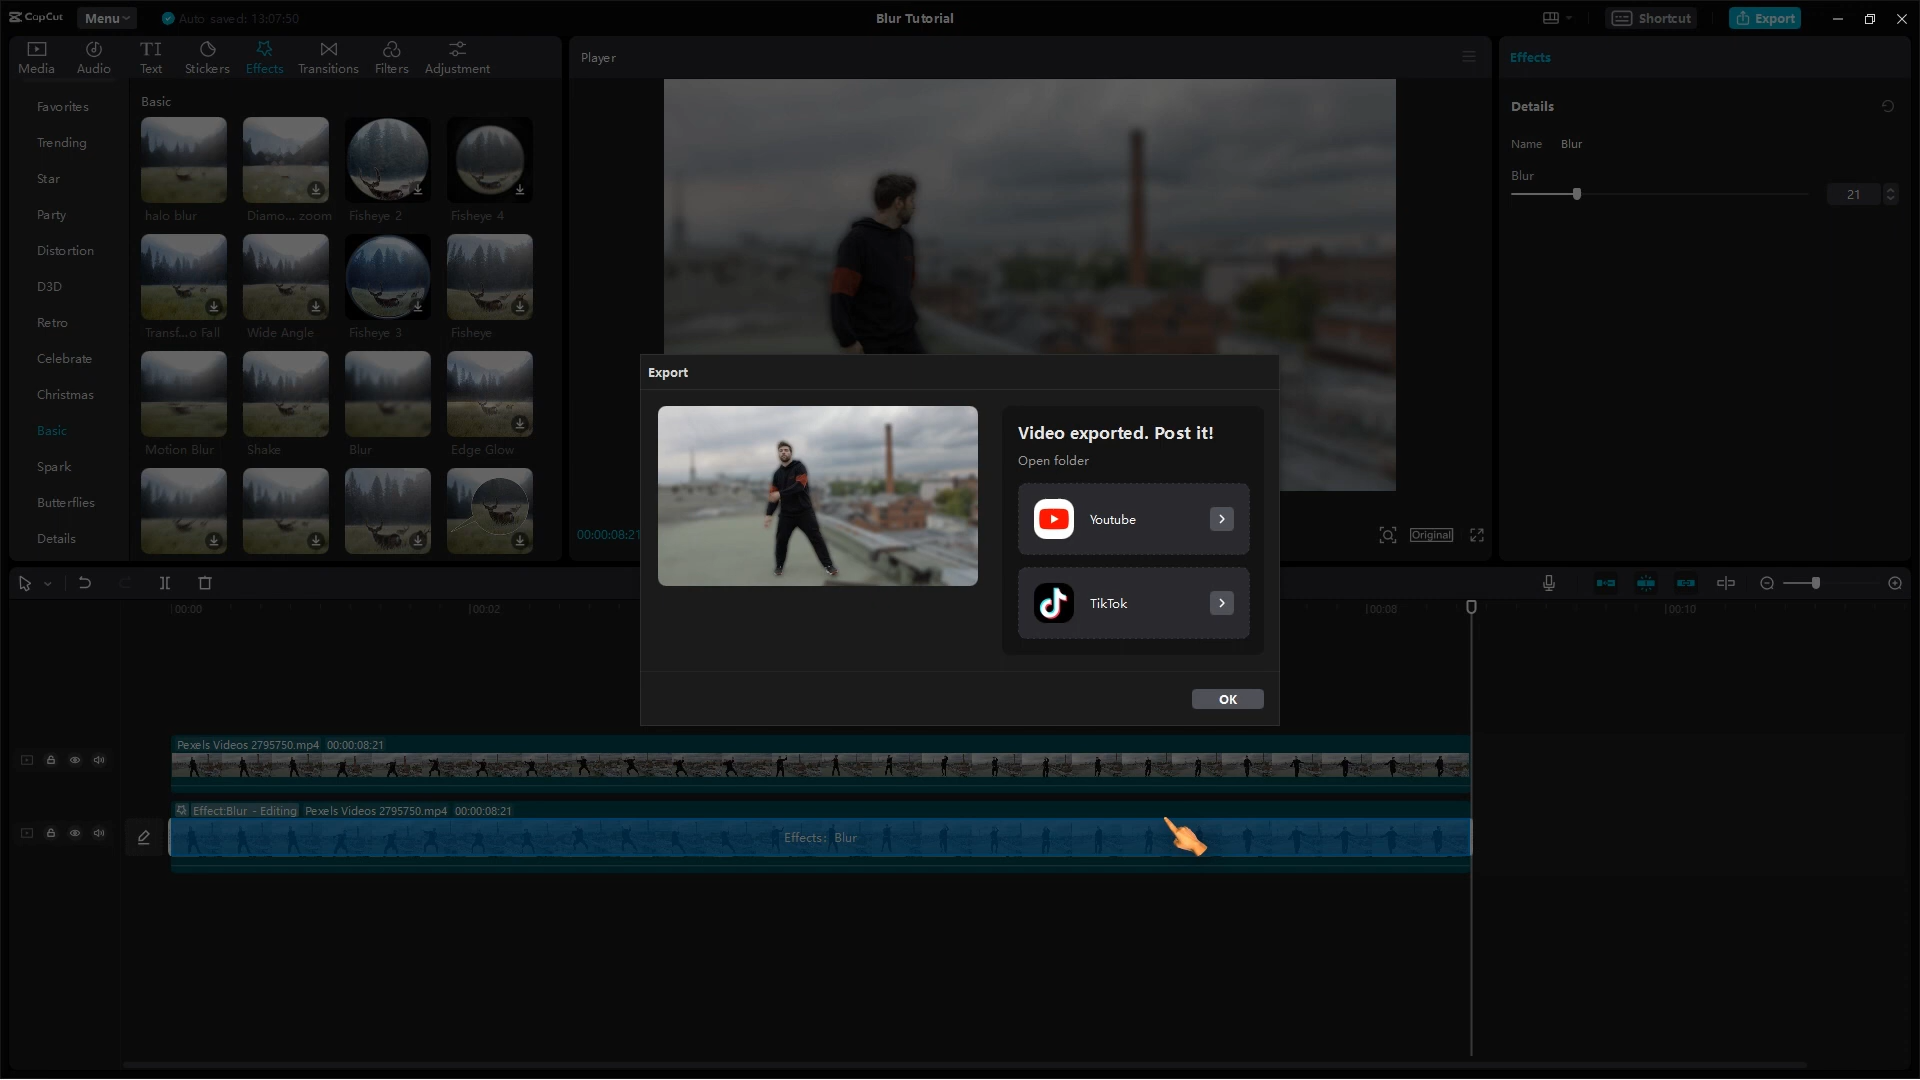 CapCut
Menu
Auto saved: 13:07:50
Blur Tutorial
Shortcut
Export
Media
Audio
TI
Text
Stickers
Effects
Transitions
Filters
Adjustment
Favorites
Trending
Star
Party
Distortion
D3D
Retro
Celebrate
Christmas
Basic
Spark
Butterflies
Details
Basic
halo blur
Diamo... zoom
Fisheye 2
Fisheye 4
Transf...o Fall
Wide Angle
Fisheye 3
Fisheye
Motion Blur
Shake
Blur
Edge Glow
Player
00:00:08:21
Original
Effects
Details
Name Blur
Blur
21
Export
Video exported. Post it!
Open folder
Youtube
TikTok
OK
00:00
00:02
00:08
00:10
Pexels Videos 2795750.mp4 00:00:08:21
Effect:Blur - Editing Pexels Videos 2795750.mp4 00:00:08:21
Effects: Blur